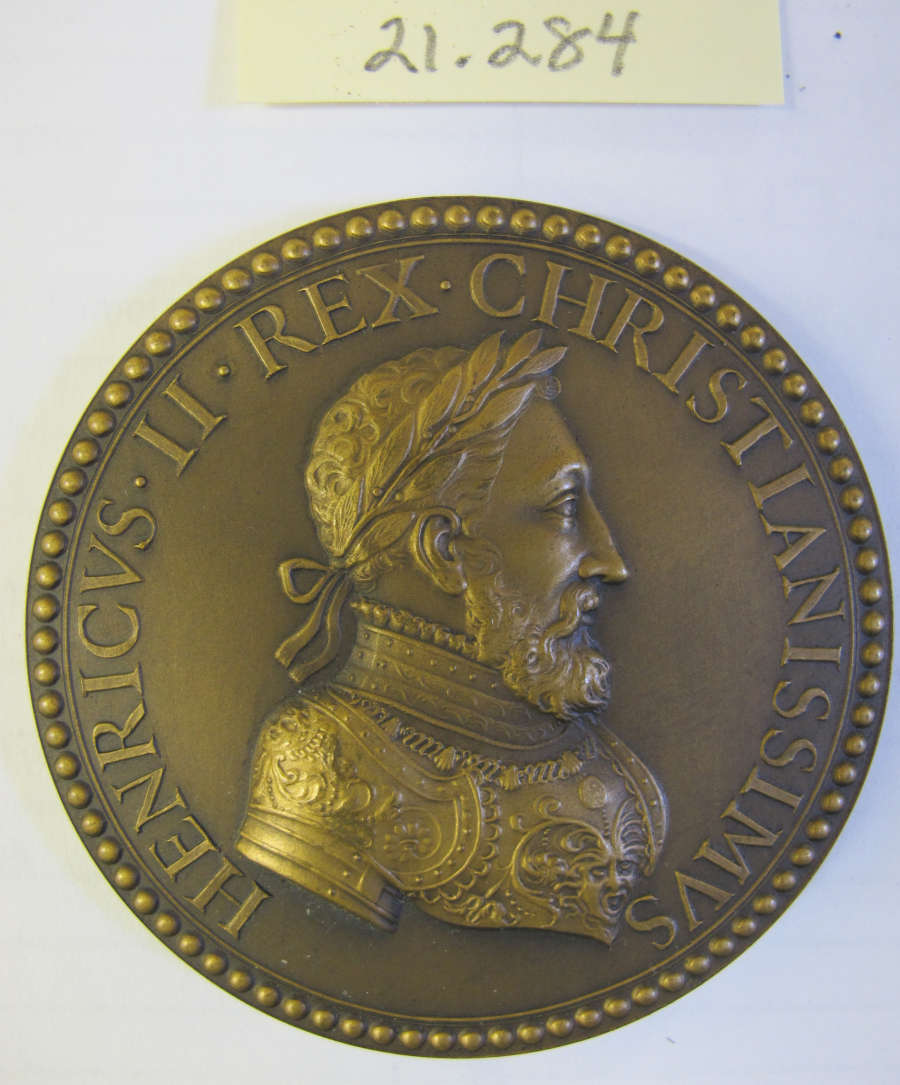 21.284
HENRICVS · II · REX · CHRISTIANISSIMVS